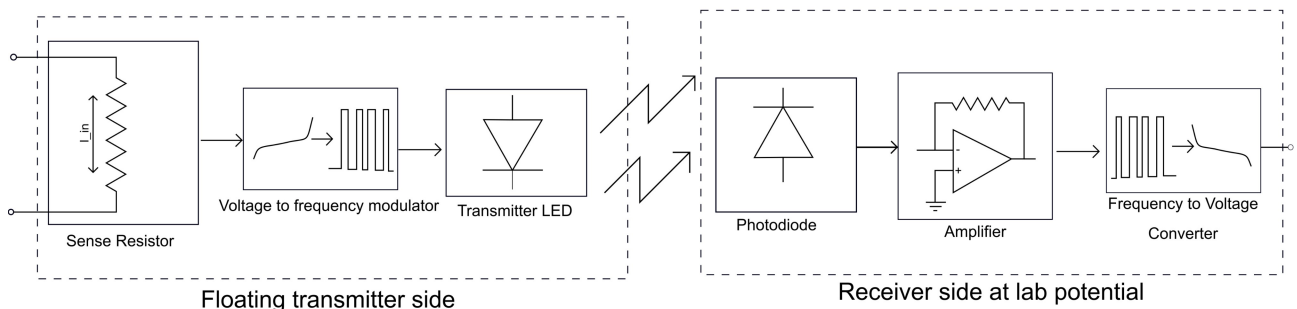 I_in
Sense Resistor
Voltage to frequency modulator
Transmitter LED
Floating transmitter side
Photodiode
-
+
Amplifier
Frequency to Voltage
Converter
Receiver side at lab potential